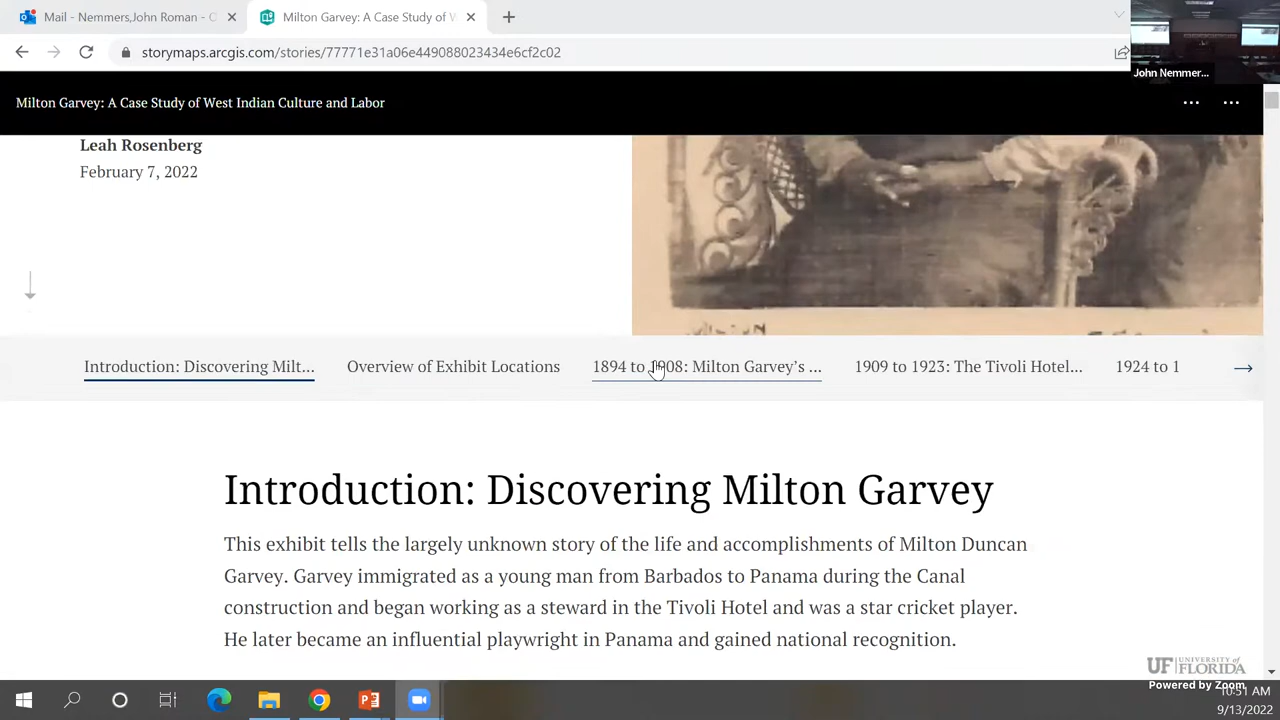 Mail - Nemmers,John Roman - O
Milton Garvey: A Case Study of W
John Nemmer...
Milton Garvey: A Case Study of West Indian Culture and Labor
Leah Rosenberg
February 7, 2022
Introduction: Discovering Milt...
Overview of Exhibit Locations
1894 to 1908: Milton Garvey's ...
1909 to 1923: The Tivoli Hotel...
1924 to 1
Introduction: Discovering Milton Garvey
This exhibit tells the largely unknown story of the life and accomplishments of Milton Duncan
Garvey. Garvey immigrated as a young man from Barbados to Panama during the Canal
construction and began working as a steward in the Tivoli Hotel and was a star cricket player.
He later became an influential playwright in Panama and gained national recognition.
UF UNIVERSITY of
FLORIDA
Powered by Zoom
10:51 AM
9/13/2022